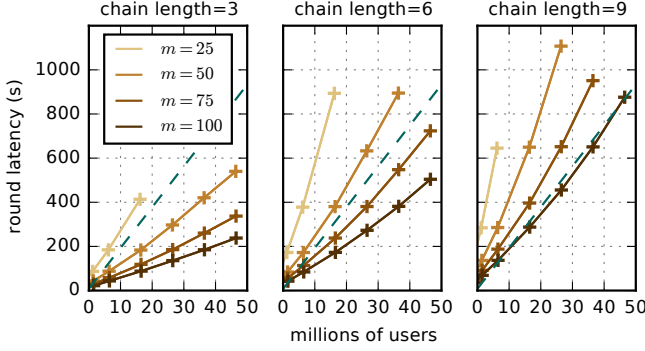 chain length=3 chain length=6 chain length=9
round latency (s)
1000
800
600
400
200
0
m = 25
m = 50
m = 75
m = 100
0 10 20 30 40 50 0 10 20 30 40 50 0 10 20 30 40 50
millions of users